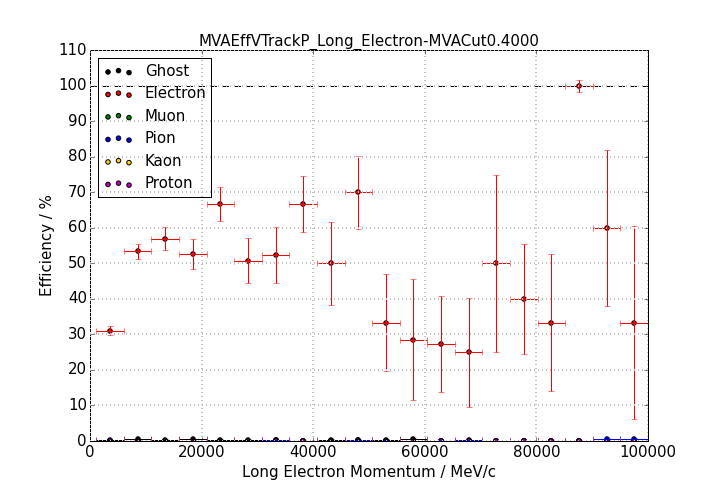 MVAEffVTrackP_Long_Electron-MVACut0.4000
110
100
90
80
70
60
50
40
30
20
10
0
Efficiency / %
Ghost
Electron
Muon
Pion
Kaon
Proton
0 20000 40000 60000 80000 100000
Long Electron Momentum / MeV/c